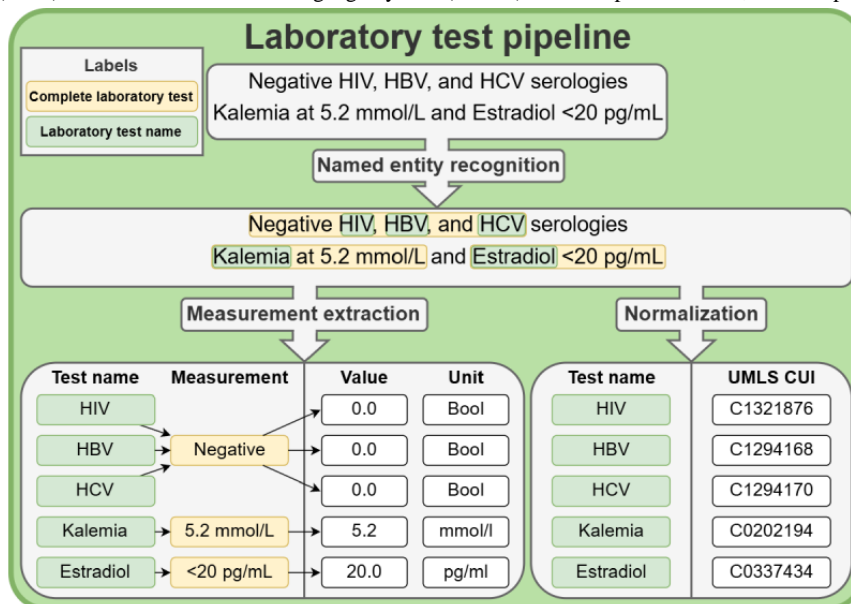 Laboratory test pipeline
Labels
Complete laboratory test
Laboratory test name
Negative HIV, HBV, and HCV serologies
Kalemia at 5.2 mmol/L and Estradiol <20 pg/mL
Named entity recognition
Negative HIV, HBV, and HCV serologies
Kalemia at 5.2 mmol/L and Estradiol <20 pg/mL
Measurement extraction
Normalization
Test name Measurement Value Unit
HIV 0.0 Bool
HBV Negative 0.0 Bool
HCV 0.0 Bool
Kalemia 5.2 mmol/L 5.2 mmol/l
Estradiol <20 pg/mL 20.0 pg/ml
Test name UMLS CUI
HIV C1321876
HBV C1294168
HCV C1294170
Kalemia C0202194
Estradiol C0337434